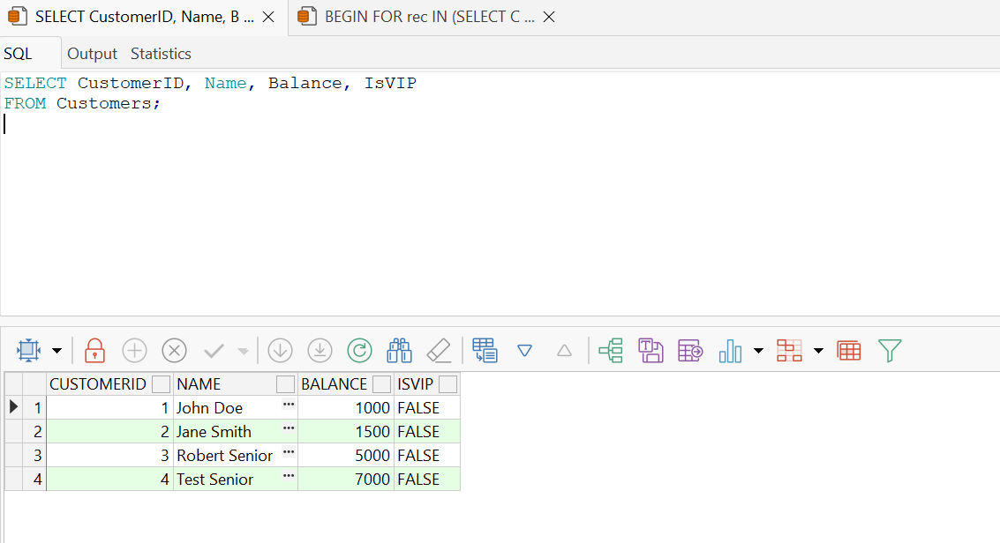 SELECT CustomerID, Name, B ...
BEGIN FOR rec IN (SELECT C ...
SQL Output Statistics
SELECT CustomerID, Name, Balance, IsVIP
FROM Customers;
CUSTOMERID NAME BALANCE ISVIP
1 1 John Doe ... 1000 FALSE
2 2 Jane Smith ... 1500 FALSE
3 3 Robert Senior ... 5000 FALSE
4 4 Test Senior ... 7000 FALSE